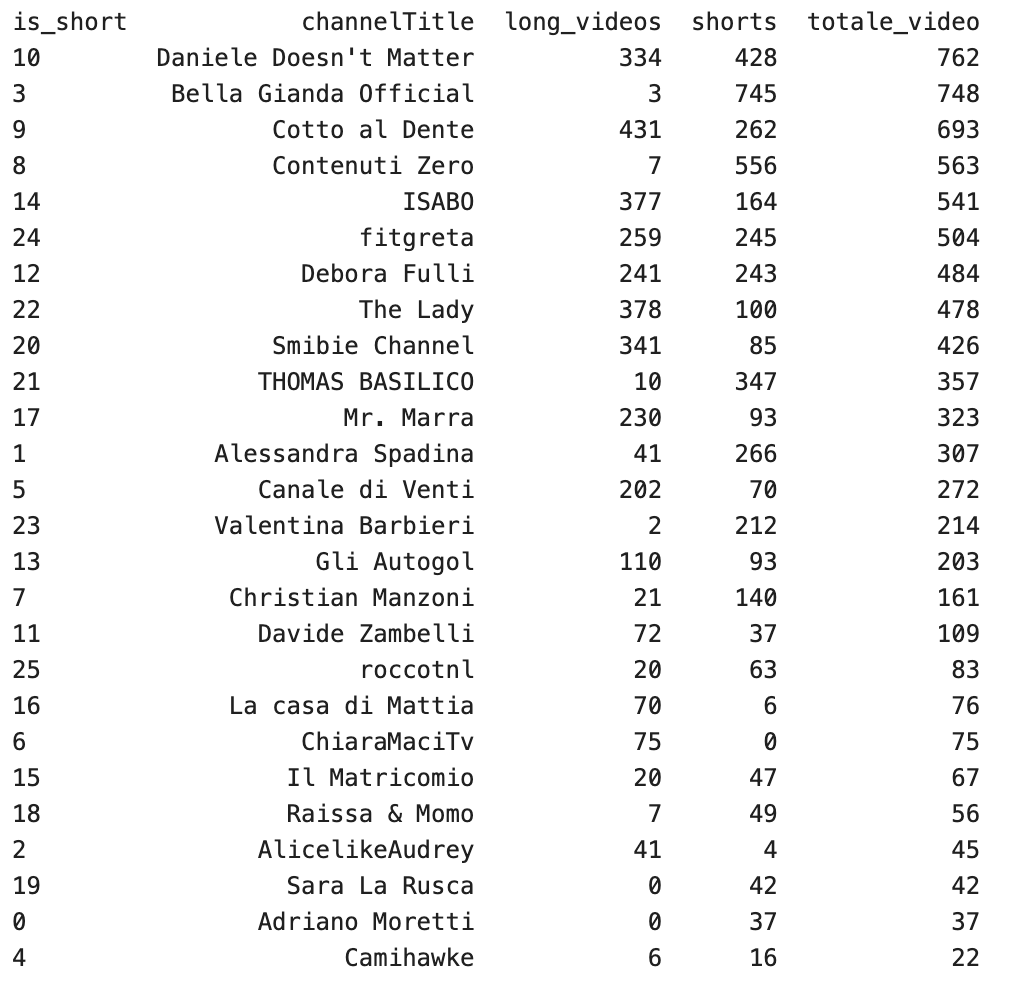 is_short channelTitle long_videos shorts totale_video
10 Daniele Doesn't Matter 334 428 762
3 Bella Gianda Official 3 745 748
9 Cotto al Dente 431 262 693
8 Contenuti Zero 7 556 563
14 ISABO 377 164 541
24 fitgreta 259 245 504
12 Debora Fulli 241 243 484
22 The Lady 378 100 478
20 Smibie Channel 341 85 426
21 THOMAS BASILICO 10 347 357
17 Mr. Marra 230 93 323
1 Alessandra Spadina 41 266 307
5 Canale di Venti 202 70 272
23 Valentina Barbieri 2 212 214
13 Gli Autogol 110 93 203
7 Christian Manzoni 21 140 161
11 Davide Zambelli 72 37 109
25 roccotnl 20 63 83
16 La casa di Mattia 70 6 76
6 ChiaraMaciTv 75 0 75
15 Il Matricomio 20 47 67
18 Raissa & Momo 7 49 56
2 AlicelikeAudrey 41 4 45
19 Sara La Rusca 0 42 42
0 Adriano Moretti 0 37 37
4 Camihawke 6 16 22